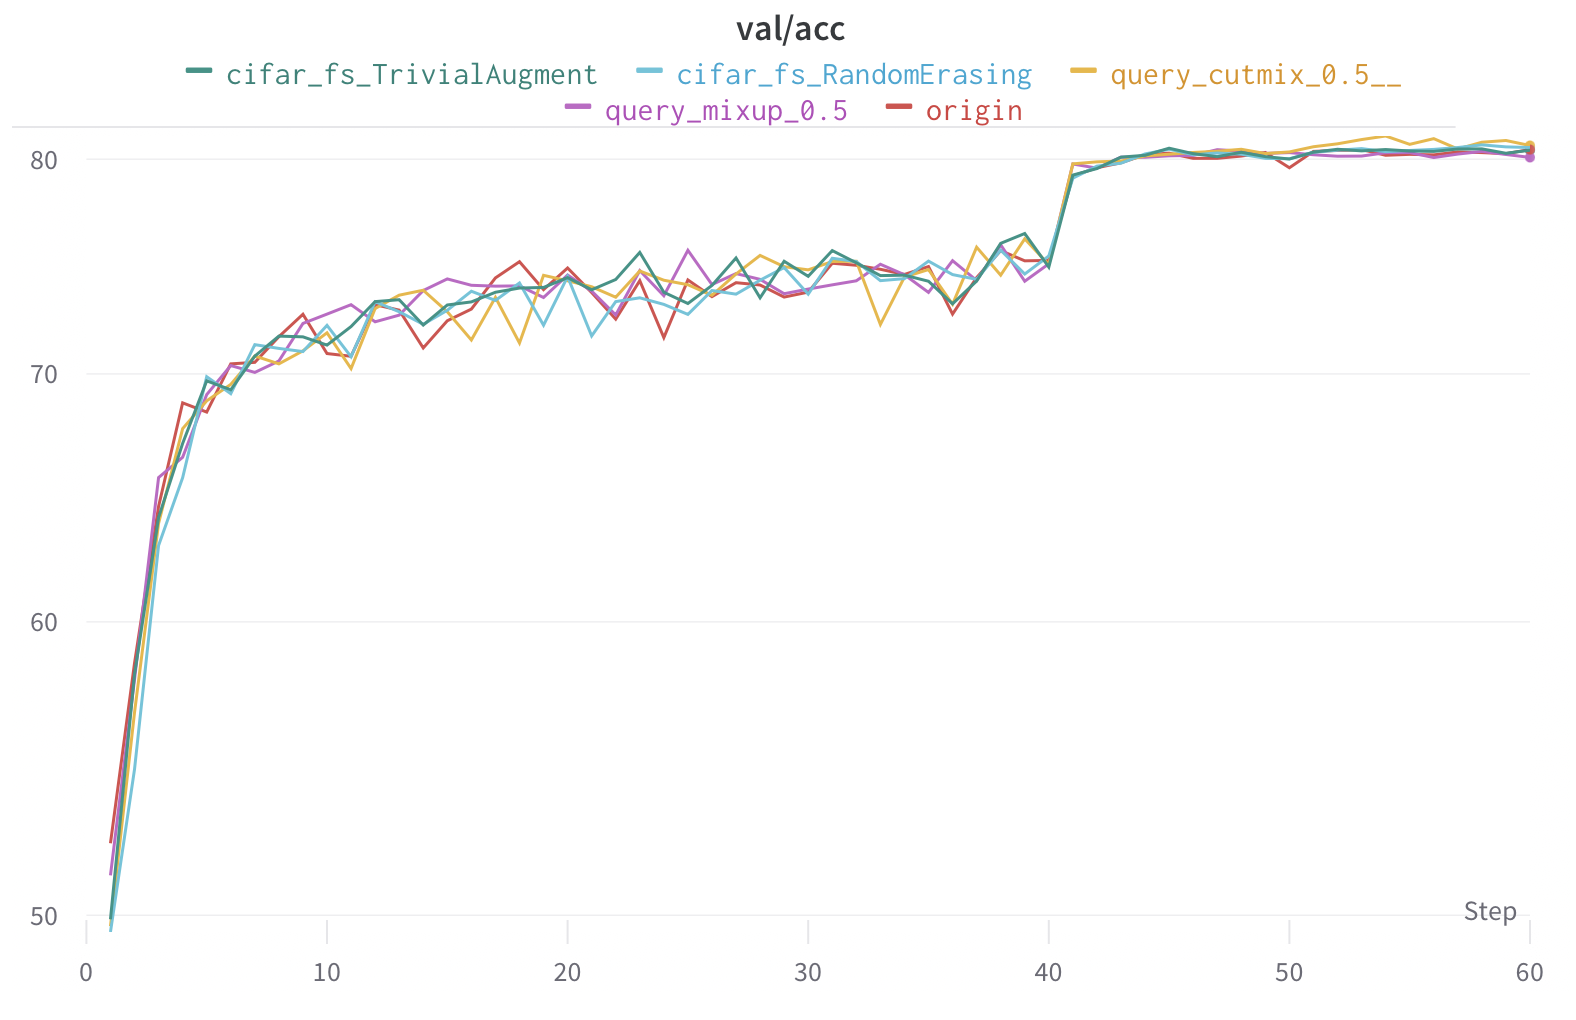 val/acc
cifar_fs_TrivialAugment cifar_fs_RandomErasing query_cutmix_0.5__
query_mixup_0.5 origin
80
70
60
50
Step
0 10 20 30 40 50 60